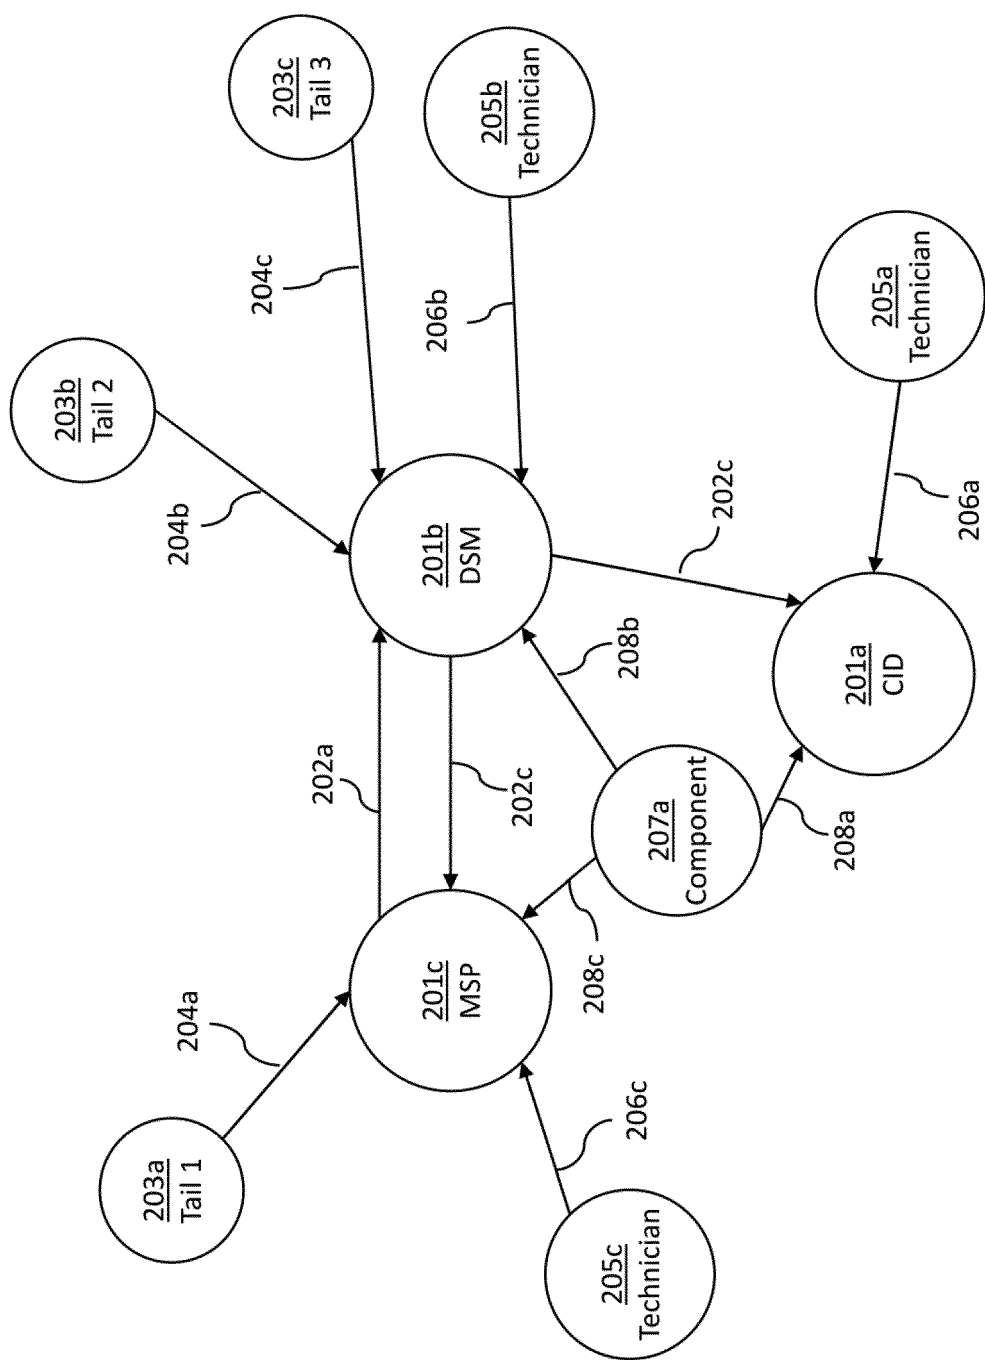 203b
Tail 2
203a
Tail 1
204a
204b
204c
203c
Tail 3
202a
201c
MSP
201b
DSM
206b
205b
Technician
202c
208c
205c
Technician
208b
206c
207a
Component
202c
208a
201a
CID
205a
Technician
206a